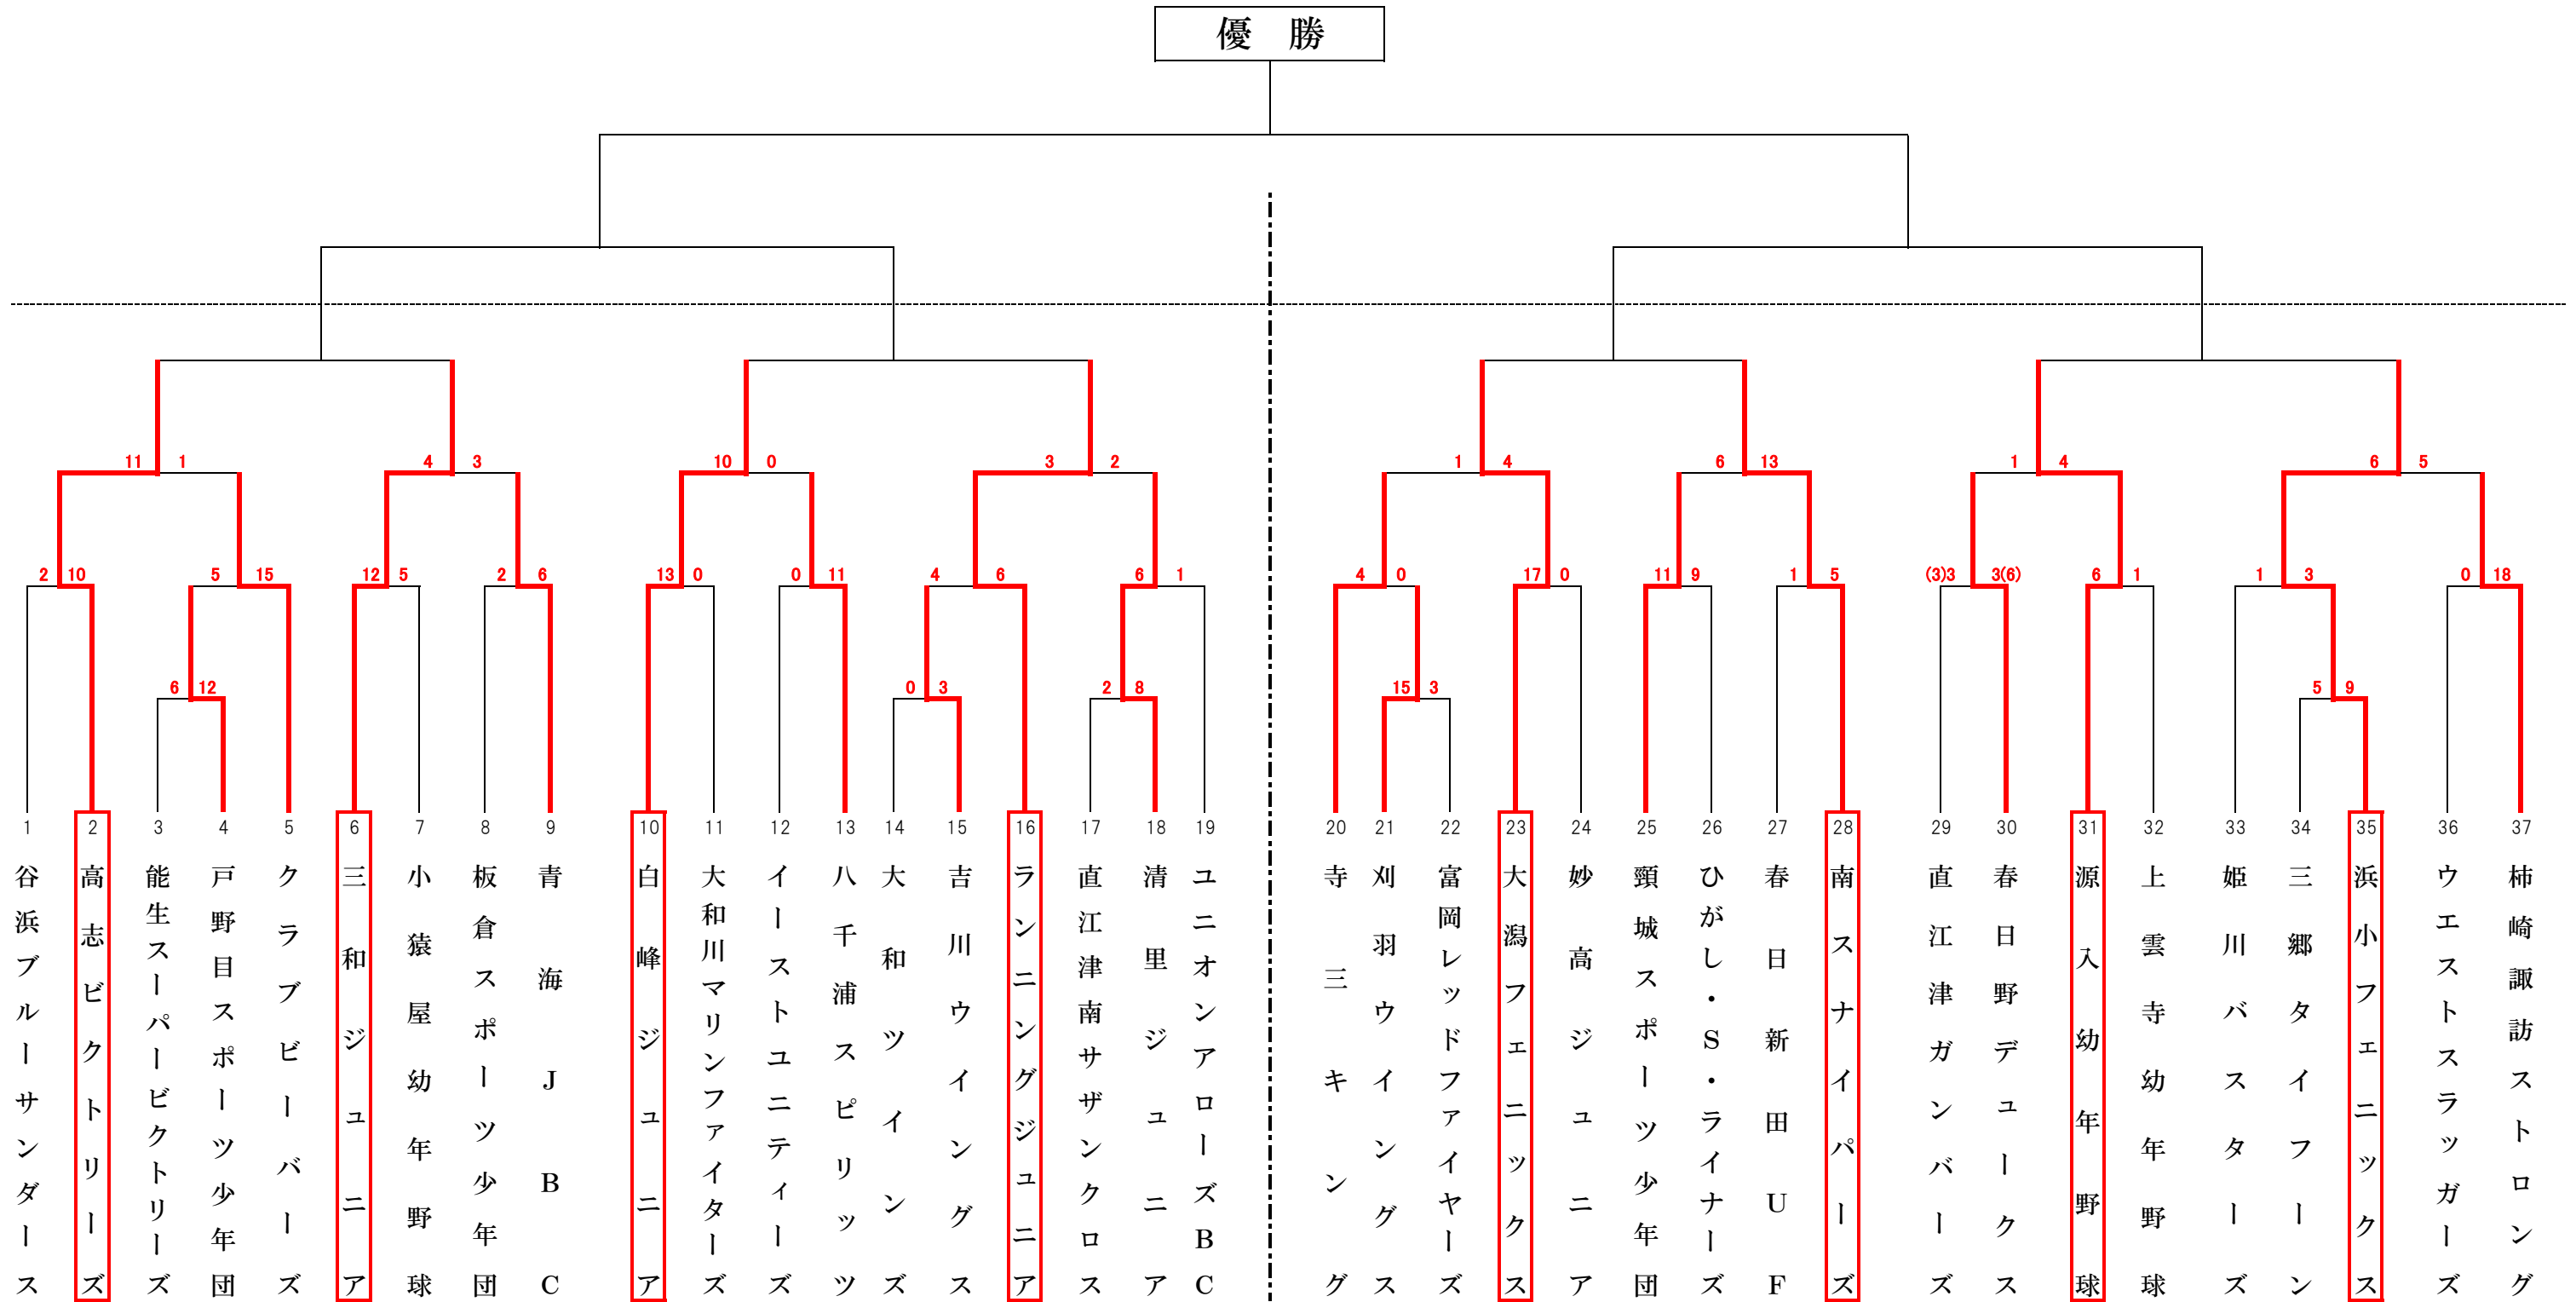 優　勝
11 1
4 3
10 0
3 2
1 4
6 13
1 4
6 5
2 10
5 15
12 5
2 6
13 0
0 11
4 6
6 1
4 0
17 0
11 9
1 5
(3)3 3(6)
6 1
1 3
0 18
6 12
0 3
2 8
15 3
5 9
1 谷浜ブルーサンダース
2 高志ビクトリーズ
3 能生スーパービクトリーズ
4 戸野目スポーツ少年団
5 クラブビーバーズ
6 三和ジュニア
7 小猿屋幼年野球
8 板倉スポーツ少年団
9 青海JBC
10 白峰ジュニア
11 大和川マリンファイターズ
12 イーストユニティーズ
13 八千浦スピリッツ
14 大和ツインズ
15 吉川ウイングス
16 ランニングジュニア
17 直江津南サザンクロス
18 清里ジュニア
19 ユニオンアローズBC
20 寺三キング
21 刈羽ウイングス
22 富岡レッドファイヤーズ
23 大潟フェニックス
24 妙高ジュニア
25 頸城スポーツ少年団
26 ひがし・S・ライナーズ
27 春日新田UF
28 南スナイパーズ
29 直江津ガンバーズ
30 春日野デュークス
31 源入幼年野球
32 上雲寺幼年野球
33 姫川バスターズ
34 三郷タイフーン
35 浜小フェニックス
36 ウエストスラッガーズ
37 柿崎諏訪ストロング